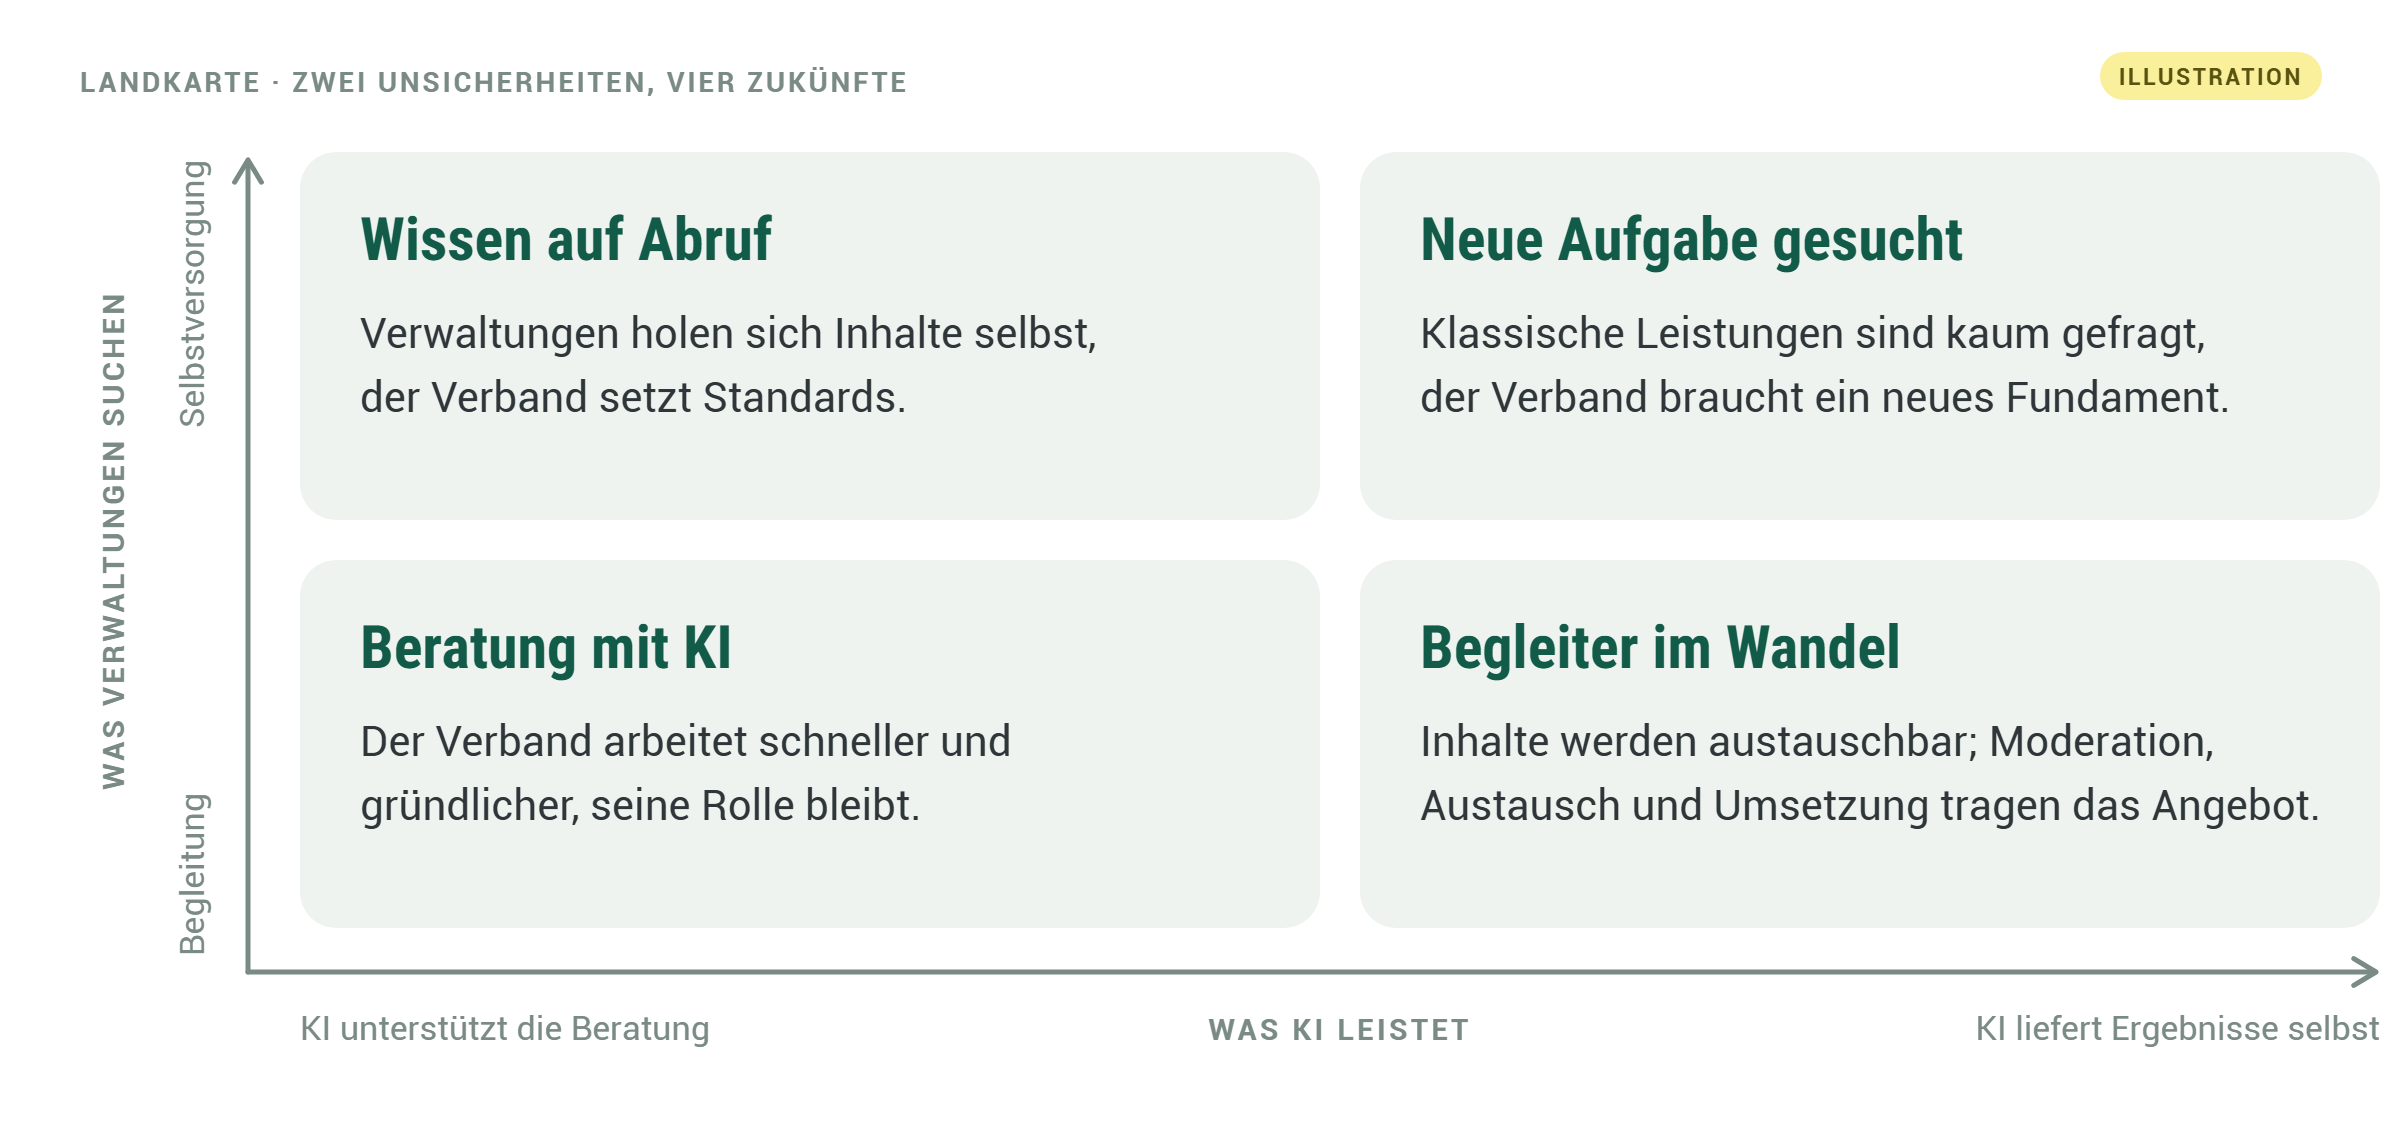 LANDKARTE · ZWEI UNSICHERHEITEN, VIER ZUKÜNFTE
ILLUSTRATION
WAS VERWALTUNGEN SUCHEN
Selbstversorgung
Begleitung
Wissen auf Abruf
Verwaltungen holen sich Inhalte selbst,
der Verband setzt Standards.
Neue Aufgabe gesucht
Klassische Leistungen sind kaum gefragt,
der Verband braucht ein neues Fundament.
Beratung mit KI
Der Verband arbeitet schneller und
gründlicher, seine Rolle bleibt.
Begleiter im Wandel
Inhalte werden austauschbar; Moderation,
Austausch und Umsetzung tragen das Angebot.
KI unterstützt die Beratung
WAS KI LEISTET
KI liefert Ergebnisse selbst